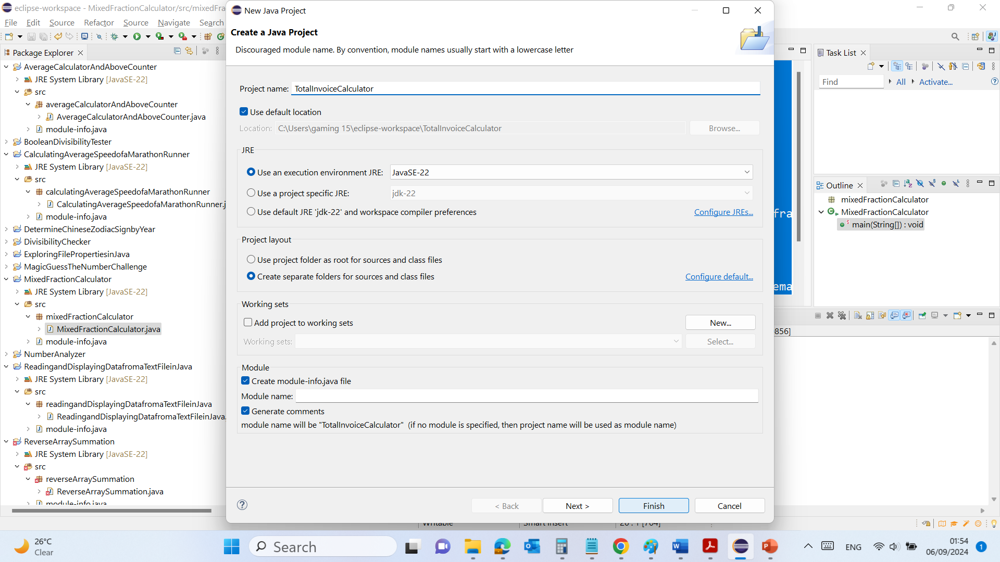 eclipse-workspace - MixedFractionCalculator/src/mixedFra
File Edit Source Refactor Source Navigate Search
Package Explorer
AverageCalculatorAndAboveCounter
JRE System Library [JavaSE-22]
src
averageCalculatorAndAboveCounter
AverageCalculatorAndAboveCounter.java
module-info.java
BooleanDivisibilityTester
CalculatingAverageSpeedofaMarathonRunner
JRE System Library [JavaSE-22]
src
calculatingAverageSpeedofaMarathonRunner
CalculatingAverageSpeedofaMarathonRunner.j
module-info.java
DetermineChineseZodiacSignbyYear
DivisibilityChecker
ExploringFilePropertiesinJava
MagicGuessTheNumberChallenge
MixedFractionCalculator
JRE System Library [JavaSE-22]
src
mixedFractionCalculator
MixedFractionCalculator.java
module-info.java
NumberAnalyzer
ReadingandDisplayingDatafromaTextFileinJava
JRE System Library [JavaSE-22]
src
readingandDisplayingDatafromaTextFileinJava
ReadingandDisplayingDatafromaTextFileinJava.
module-info.java
ReverseArraySummation
JRE System Library [JavaSE-22]
src
reverseArraySummation
ReverseArraySummation.java
module-info.java
New Java Project
Create a Java Project
Discouraged module name. By convention, module names usually start with a lowercase letter
Project name: TotalInvoiceCalculator
Use default location
Location: C:\Users\gaming 15\eclipse-workspace\TotalInvoiceCalculator Browse...
JRE
Use an execution environment JRE: JavaSE-22
Use a project specific JRE: jdk-22
Use default JRE 'jdk-22' and workspace compiler preferences Configure JREs...
Project layout
Use project folder as root for sources and class files
Create separate folders for sources and class files Configure default...
Working sets
Add project to working sets New...
Working sets: Select...
Module
Create module-info.java file
Module name:
Generate comments
module name will be "TotalInvoiceCalculator" (if no module is specified, then project name will be used as module name)
< Back Next > Finish Cancel
Writable Smart Insert 20 : 1 [704]
fra
ema
856]
Task List
Find All Activate...
Outline
mixedFractionCalculator
MixedFractionCalculator
main(String[]) : void
26°C
Clear
Search
ENG
01:54
06/09/2024
1